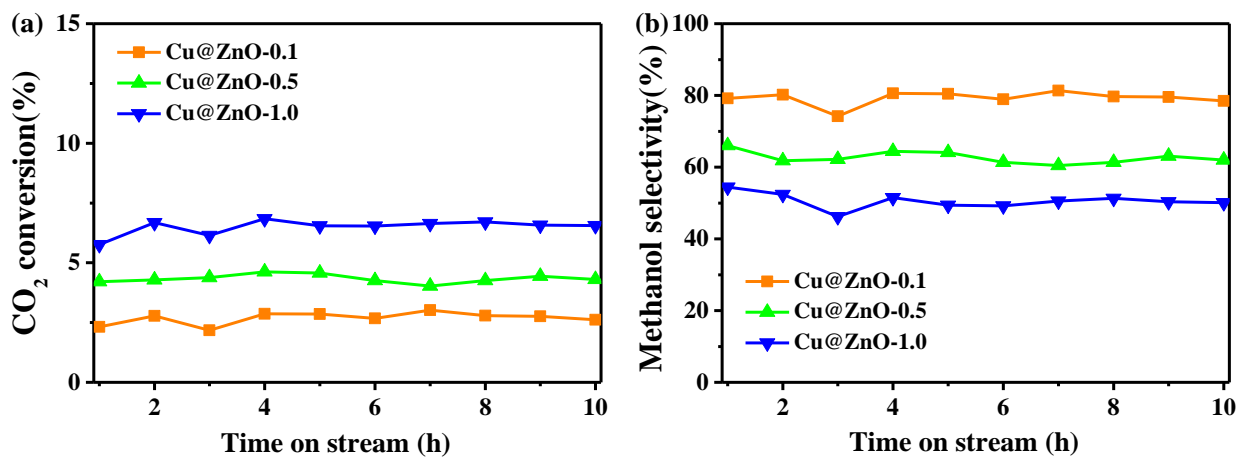 (a)
15
10
5
0
CO2 conversion(%)
Cu@ZnO-0.1
Cu@ZnO-0.5
Cu@ZnO-1.0
2 4 6 8 10
Time on stream (h)
(b)
100
80
60
40
20
0
Methanol selectivity(%)
Cu@ZnO-0.1
Cu@ZnO-0.5
Cu@ZnO-1.0
2 4 6 8 10
Time on stream (h)